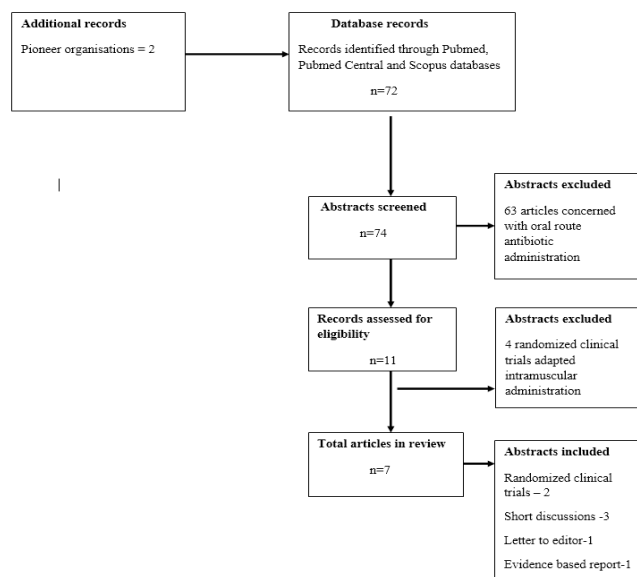 Additional records
Pioneer organisations = 2
Database records
Records identified through Pubmed,
Pubmed Central and Scopus databases
n=72
Abstracts screened
n=74
Abstracts excluded
63 articles concerned
with oral route
antibiotic
administration
Records assessed for
eligibility
n=11
Abstracts excluded
4 randomized clinical
trials adapted
intramuscular
administration
Total articles in review
n=7
Abstracts included
Randomized clinical
trials – 2
Short discussions -3
Letter to editor-1
Evidence based report-1